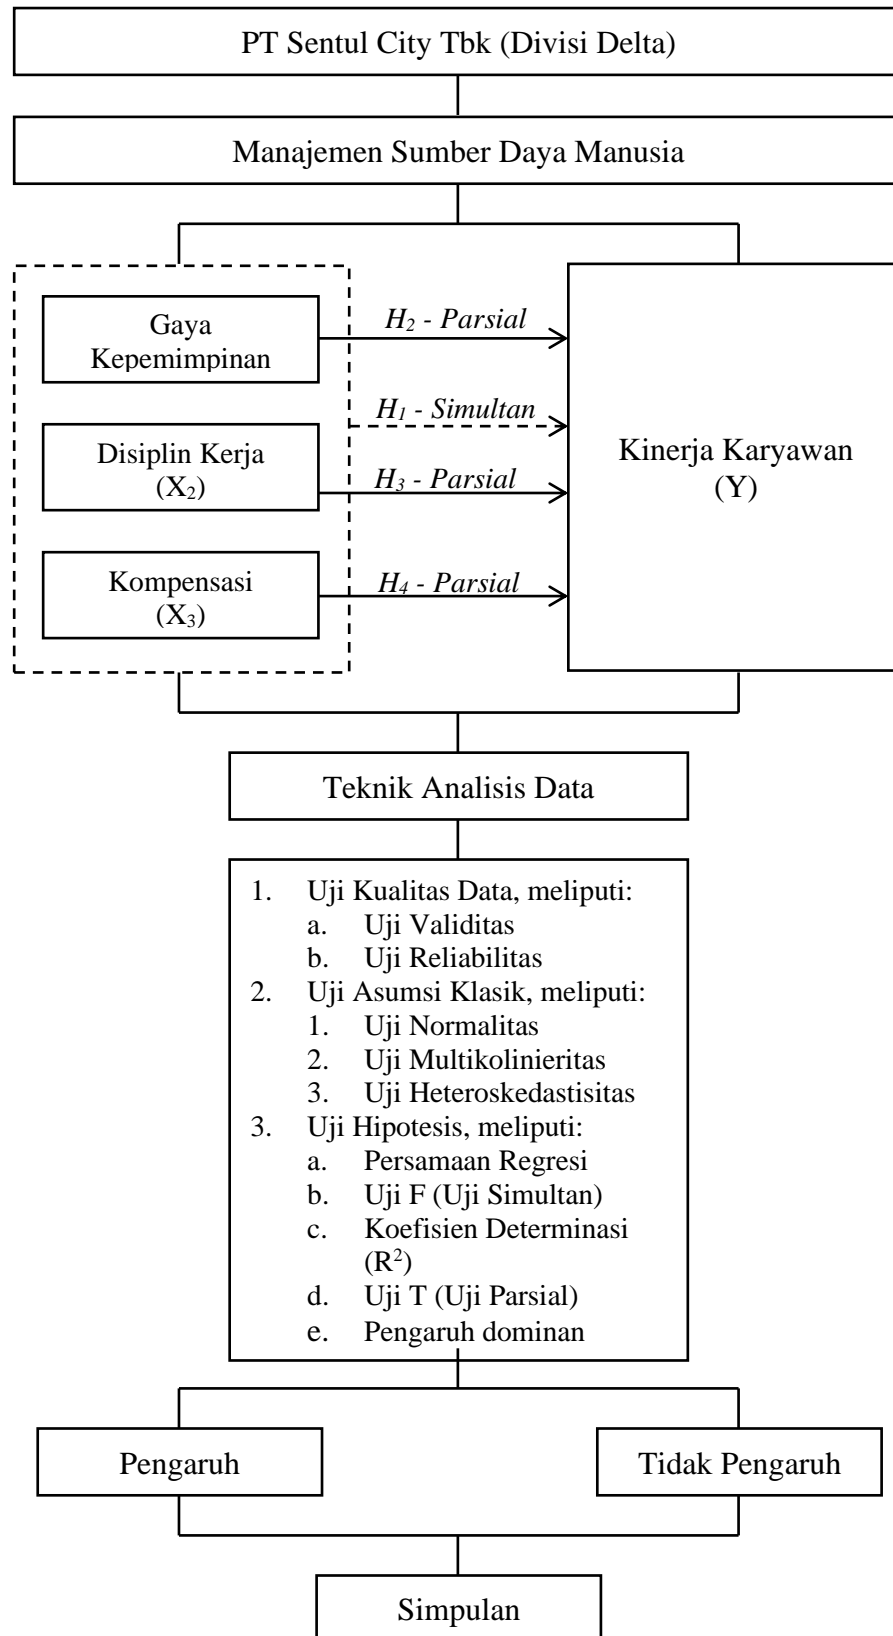 PT Sentul City Tbk (Divisi Delta)
Manajemen Sumber Daya Manusia
Gaya
Kepemimpinan
H₂ - Parsial
H₁ - Simultan
Disiplin Kerja
(X₂)
H₃ - Parsial
Kompensasi
(X₃)
H₄ - Parsial
Kinerja Karyawan
(Y)
Teknik Analisis Data
1. Uji Kualitas Data, meliputi:
a. Uji Validitas
b. Uji Reliabilitas
2. Uji Asumsi Klasik, meliputi:
1. Uji Normalitas
2. Uji Multikolinieritas
3. Uji Heteroskedastisitas
3. Uji Hipotesis, meliputi:
a. Persamaan Regresi
b. Uji F (Uji Simultan)
c. Koefisien Determinasi
(R²)
d. Uji T (Uji Parsial)
e. Pengaruh dominan
Pengaruh
Tidak Pengaruh
Simpulan